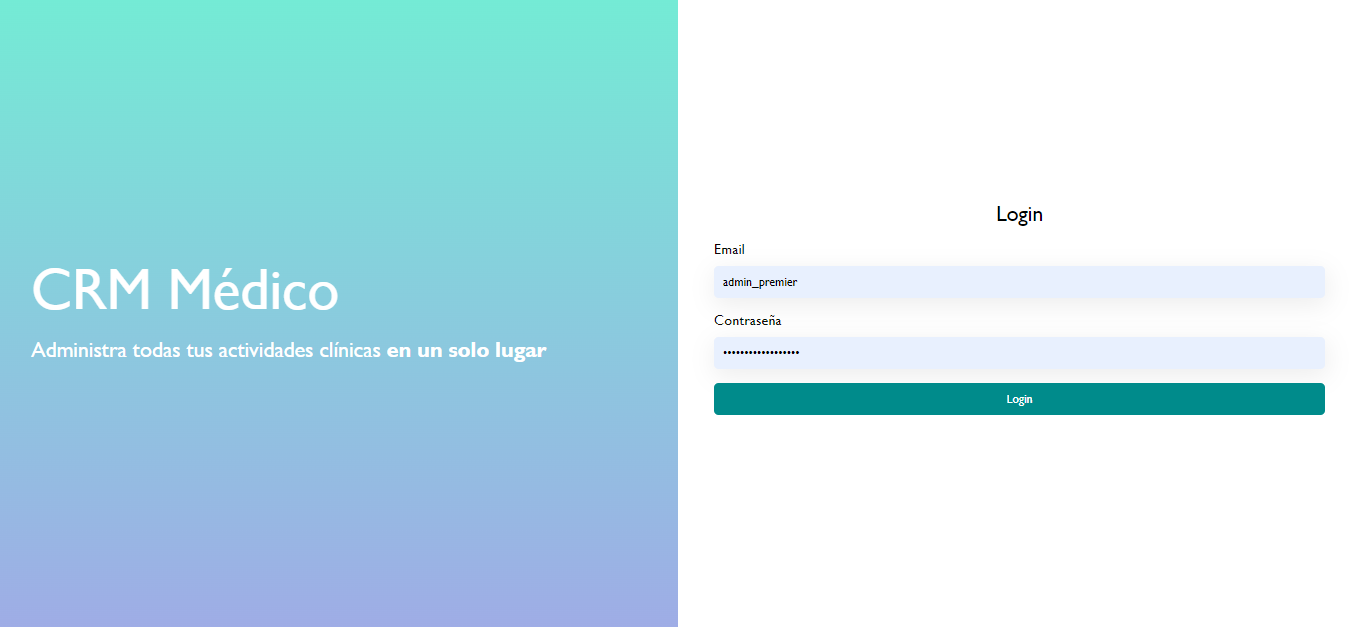 CRM Médico
Administra todas tus actividades clínicas en un solo lugar
Login
Email
admin_premier
Contraseña
••••••••••••••••••
Login